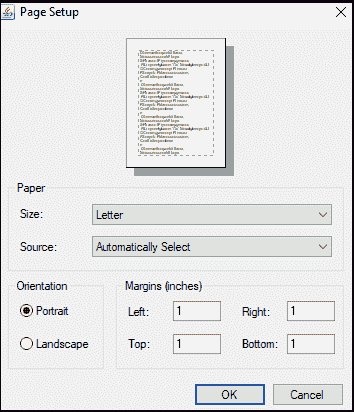 Page Setup
Paper
Size:
Letter
Source:
Automatically Select
Orientation
Portrait
Landscape
Margins (inches)
Left: 1 Right: 1
Top: 1 Bottom: 1
OK Cancel